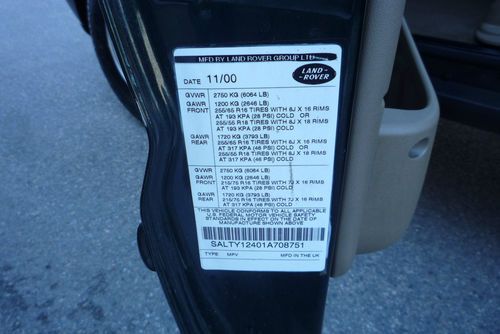 MFD BY LAND ROVER GROUP LTD
DATE 11/00
LAND-
-ROVER
GVWR 2750 KG (6064 LB)
GAWR FRONT 1200 KG (2646 LB)
255/65 R16 TIRES WITH 8J X 16 RIMS
AT 193 KPA (28 PSI) COLD OR
255/55 R18 TIRES WITH 8J X 18 RIMS
AT 193 KPA (28 PSI) COLD
GAWR REAR 1720 KG (3793 LB)
255/65 R16 TIRES WITH 8J X 16 RIMS
AT 317 KPA (46 PSI) COLD OR
255/55 R18 TIRES WITH 8J X 18 RIMS
AT 317 KPA (46 PSI) COLD
GVWR 2750 KG (6064 LB)
GAWR FRONT 1200 KG (2646 LB)
215/75 R16 TIRES WITH 7J X 16 RIMS
AT 193 KPA (28 PSI) COLD
GAWR REAR 1720 KG (3793 LB)
215/75 R16 TIRES WITH 7J X 16 RIMS
AT 317 KPA (46 PSI) COLD
THIS VEHICLE CONFORMS TO ALL APPLICABLE
U.S. FEDERAL MOTOR VEHICLE SAFETY
STANDARDS IN EFFECT ON THE DATE OF
MANUFACTURE SHOWN ABOVE
SALTY12401A708751
TYPE MPV MFD IN THE UK